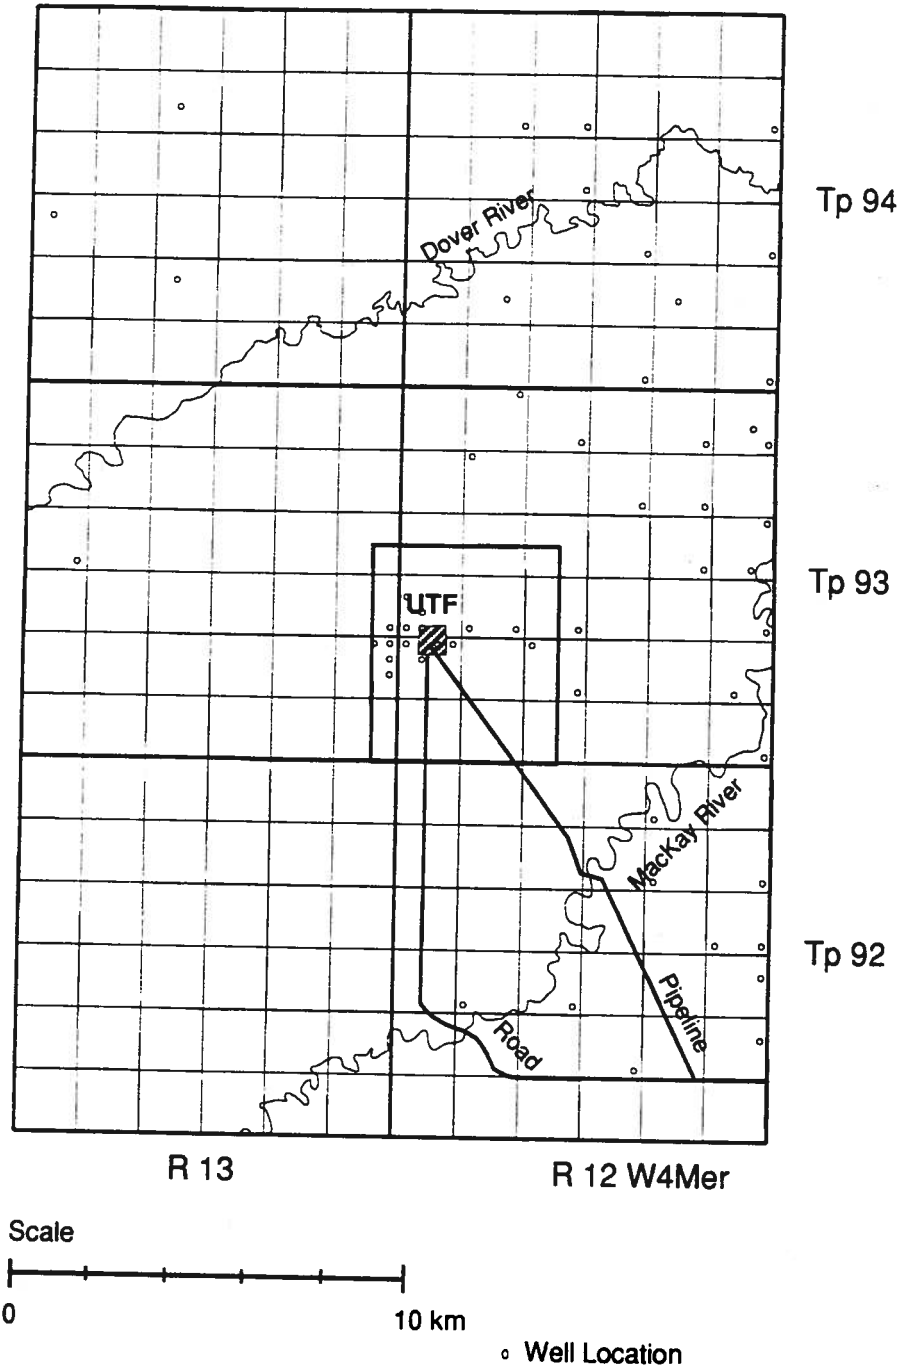 Tp 94
Dover River
Tp 93
UTF
MacKay River
Tp 92
Pipeline
Road
R 13
R 12 W4Mer
Scale
0
10 km
Well Location